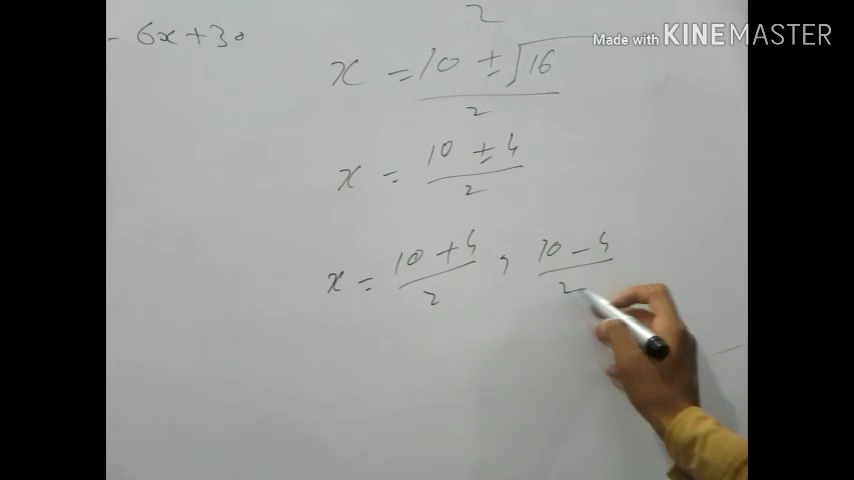 - 6x + 30
2
Made with KINEMASTER
x = 10 ± √16
2
x = 10 ± 4
2
x = 10 + 4 , 10 - 4
2 2